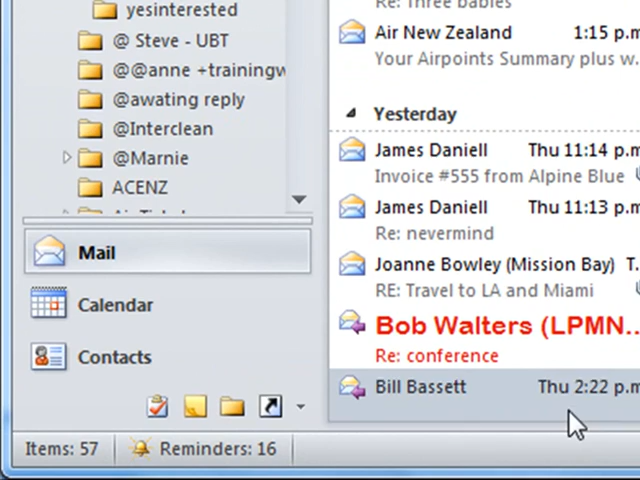 yesinterested
@ Steve - UBT
@@anne +trainingw
@awating reply
@Interclean
@Marnie
ACENZ
Mail
Calendar
Contacts
Items: 57
Reminders: 16
Re: Three babies
Air New Zealand 1:15 p.m
Your Airpoints Summary plus w...
Yesterday
James Daniell Thu 11:14 p.m
Invoice #555 from Alpine Blue
James Daniell Thu 11:13 p.m
Re: nevermind
Joanne Bowley (Mission Bay) T...
RE: Travel to LA and Miami
Bob Walters (LPMN...
Re: conference
Bill Bassett Thu 2:22 p.m